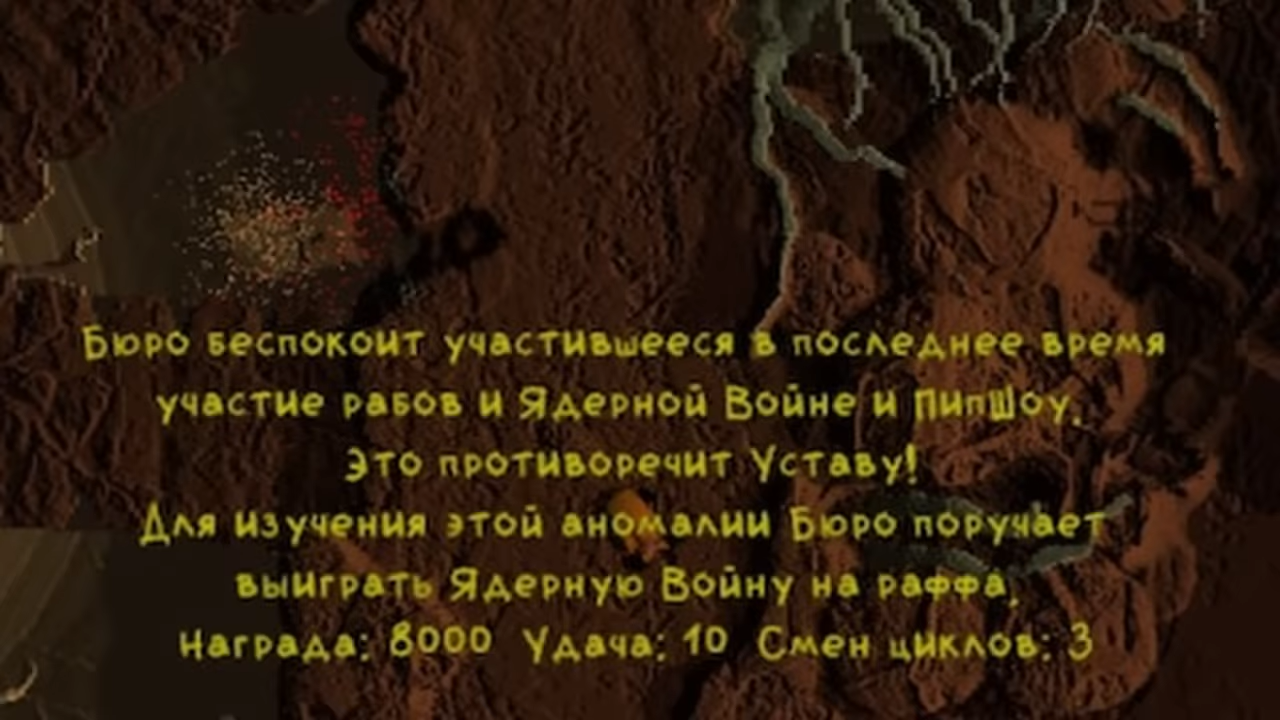 Бюро беспокоит участившееся в последнее время
участие рабов и Ядерной Войне и ПипШоу.
Это противоречит Уставу!
Для изучения этой аномалии Бюро поручает
выиграть Ядерную Войну на раффа.
Награда: 8000 Удача: 10 Смен циклов: 3